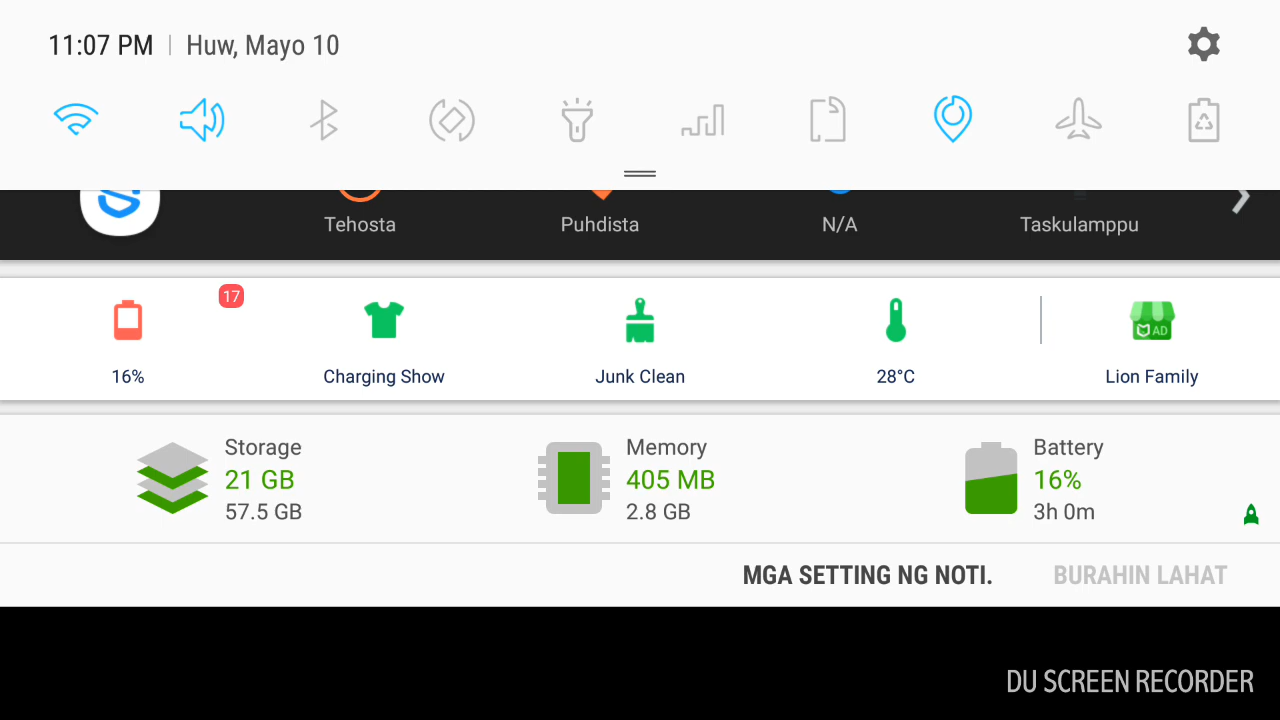 11:07 PM | Huw, Mayo 10
Tehosta Puhdista N/A Taskulamppu
17
AD
16% Charging Show Junk Clean 28°C Lion Family
Storage Memory Battery
21 GB 405 MB 16%
57.5 GB 2.8 GB 3h 0m
MGA SETTING NG NOTI. BURAHIN LAHAT
DU SCREEN RECORDER